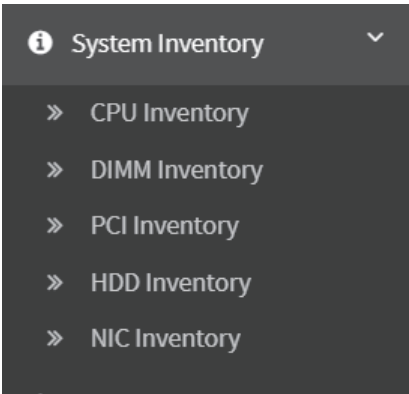 System Inventory
CPU Inventory
DIMM Inventory
PCI Inventory
HDD Inventory
NIC Inventory